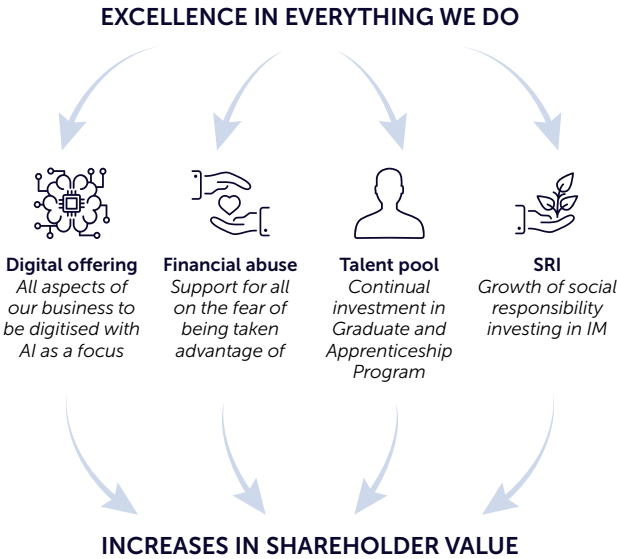 EXCELLENCE IN EVERYTHING WE DO
Digital offering
All aspects of
our business to
be digitised with
AI as a focus
Financial abuse
Support for all
on the fear of
being taken
advantage of
Talent pool
Continual
investment in
Graduate and
Apprenticeship
Program
SRI
Growth of social
responsibility
investing in IM
INCREASES IN SHAREHOLDER VALUE